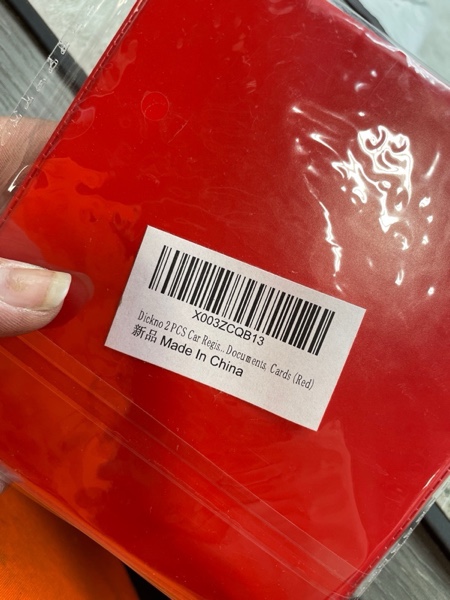 X003ZCQB13
Dickno 2 PCS Car Regis...Documents, Cards (Red)
新品 Made In China